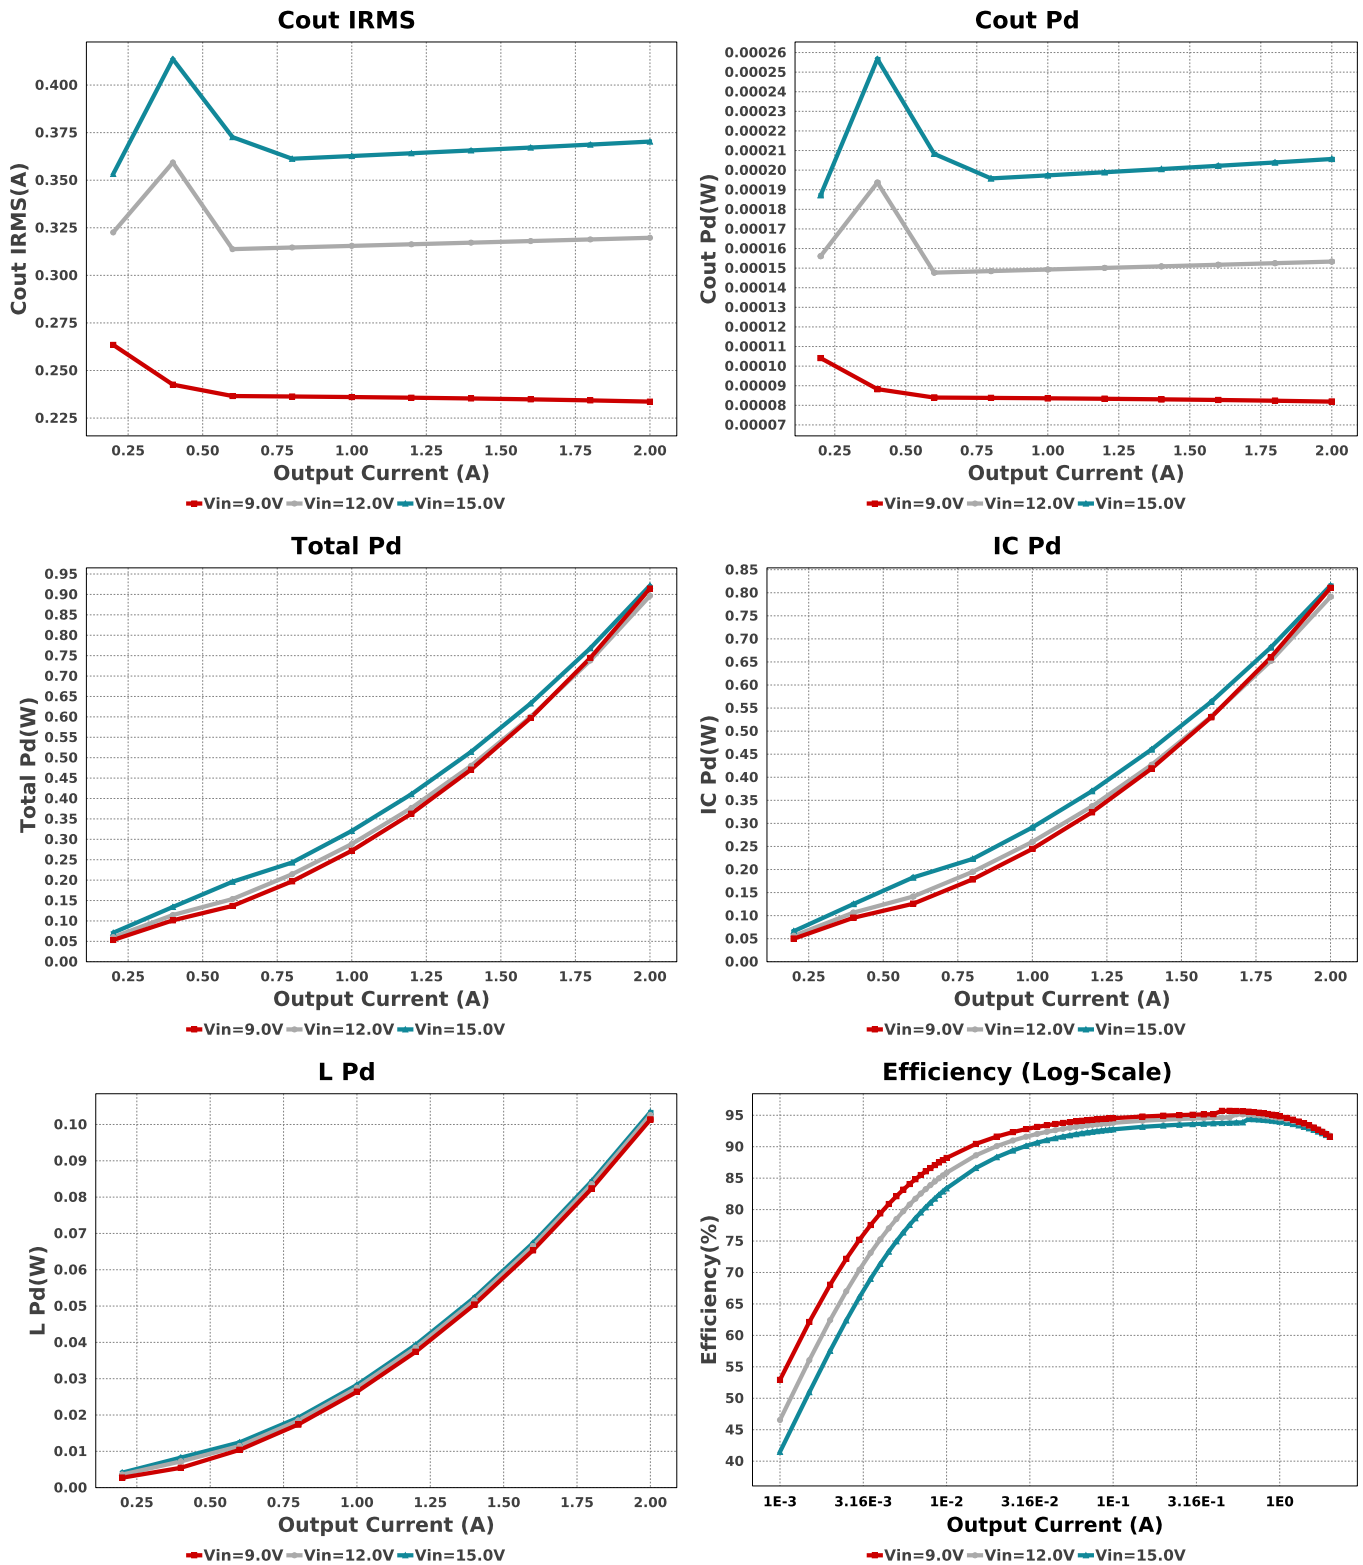 Cout IRMS
Cout IRMS(A)
0.400
0.375
0.350
0.325
0.300
0.275
0.250
0.225
0.25 0.50 0.75 1.00 1.25 1.50 1.75 2.00
Output Current (A)
Vin=9.0V Vin=12.0V Vin=15.0V
Cout Pd
Cout Pd(W)
0.00026
0.00025
0.00024
0.00023
0.00022
0.00021
0.00020
0.00019
0.00018
0.00017
0.00016
0.00015
0.00014
0.00013
0.00012
0.00011
0.00010
0.00009
0.00008
0.00007
0.25 0.50 0.75 1.00 1.25 1.50 1.75 2.00
Output Current (A)
Vin=9.0V Vin=12.0V Vin=15.0V
Total Pd
Total Pd(W)
0.95
0.90
0.85
0.80
0.75
0.70
0.65
0.60
0.55
0.50
0.45
0.40
0.35
0.30
0.25
0.20
0.15
0.10
0.05
0.00
0.25 0.50 0.75 1.00 1.25 1.50 1.75 2.00
Output Current (A)
Vin=9.0V Vin=12.0V Vin=15.0V
IC Pd
IC Pd(W)
0.85
0.80
0.75
0.70
0.65
0.60
0.55
0.50
0.45
0.40
0.35
0.30
0.25
0.20
0.15
0.10
0.05
0.00
0.25 0.50 0.75 1.00 1.25 1.50 1.75 2.00
Output Current (A)
Vin=9.0V Vin=12.0V Vin=15.0V
L Pd
L Pd(W)
0.10
0.09
0.08
0.07
0.06
0.05
0.04
0.03
0.02
0.01
0.00
0.25 0.50 0.75 1.00 1.25 1.50 1.75 2.00
Output Current (A)
Vin=9.0V Vin=12.0V Vin=15.0V
Efficiency (Log-Scale)
Efficiency(%)
95
90
85
80
75
70
65
60
55
50
45
40
1E-3 3.16E-3 1E-2 3.16E-2 1E-1 3.16E-1 1E0
Output Current (A)
Vin=9.0V Vin=12.0V Vin=15.0V